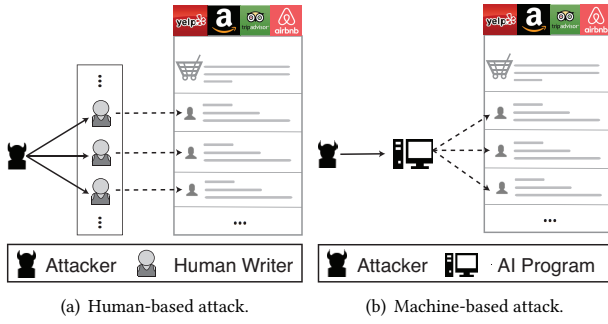 yelp
a
tripadvisor
airbnb
yelp
a
tripadvisor
airbnb
Attacker
Human Writer
Attacker
AI Program
(a) Human-based attack.
(b) Machine-based attack.